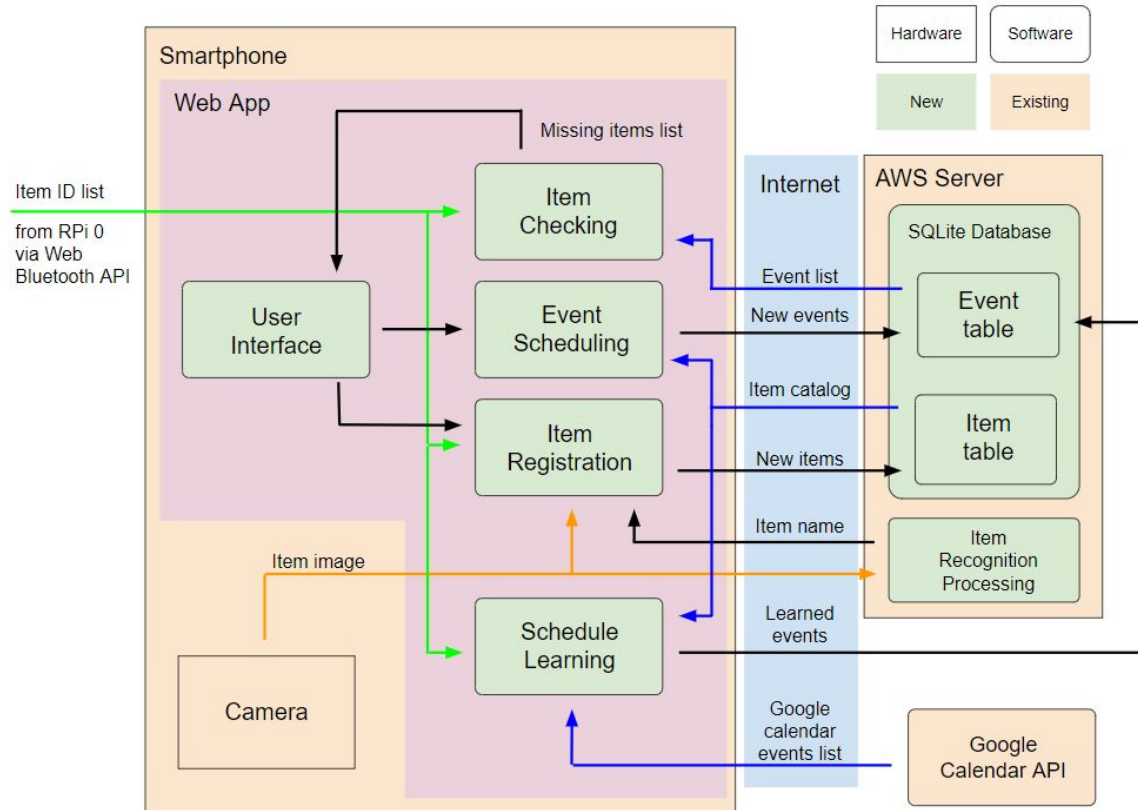 Hardware
Software
New
Existing
Smartphone
Web App
Missing items list
Item ID list
from RPi 0
via Web
Bluetooth API
Item
Checking
User
Interface
Event
Scheduling
Item
Registration
Item image
Schedule
Learning
Camera
Internet
Event list
New events
Item catalog
New items
Item name
Learned
events
Google
calendar
events list
AWS Server
SQLite Database
Event
table
Item
table
Item
Recognition
Processing
Google
Calendar API